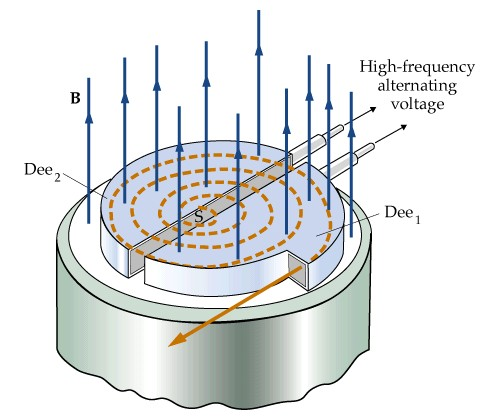 High-frequency
alternating
voltage
B
Dee2
S
Dee1